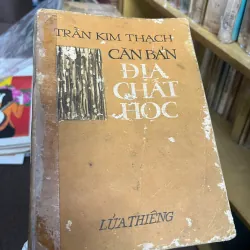 TRẦN KIM THẠCH
CĂN BẢN
ĐỊA
CHẤT
HỌC
LỬA THIÊNG